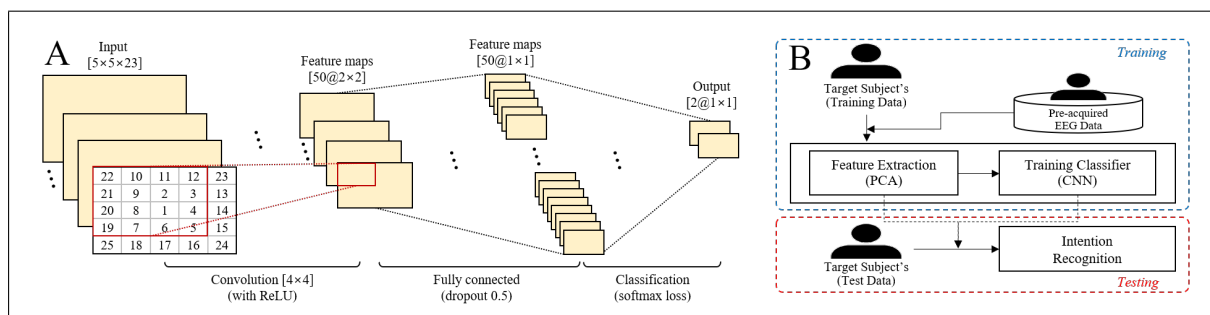 A
Input
[5×5×23]
22 10 11 12 23
21 9 2 3 13
20 8 1 4 14
19 7 6 5 15
25 18 17 16 24
Feature maps
[50@2×2]
Feature maps
[50@1×1]
Output
[2@1×1]
Convolution [4×4]
(with ReLU)
Fully connected
(dropout 0.5)
Classification
(softmax loss)
B
Training
Target Subject's
(Training Data)
Pre-acquired
EEG Data
Feature Extraction
(PCA)
Training Classifier
(CNN)
Target Subject's
(Test Data)
Intention
Recognition
Testing